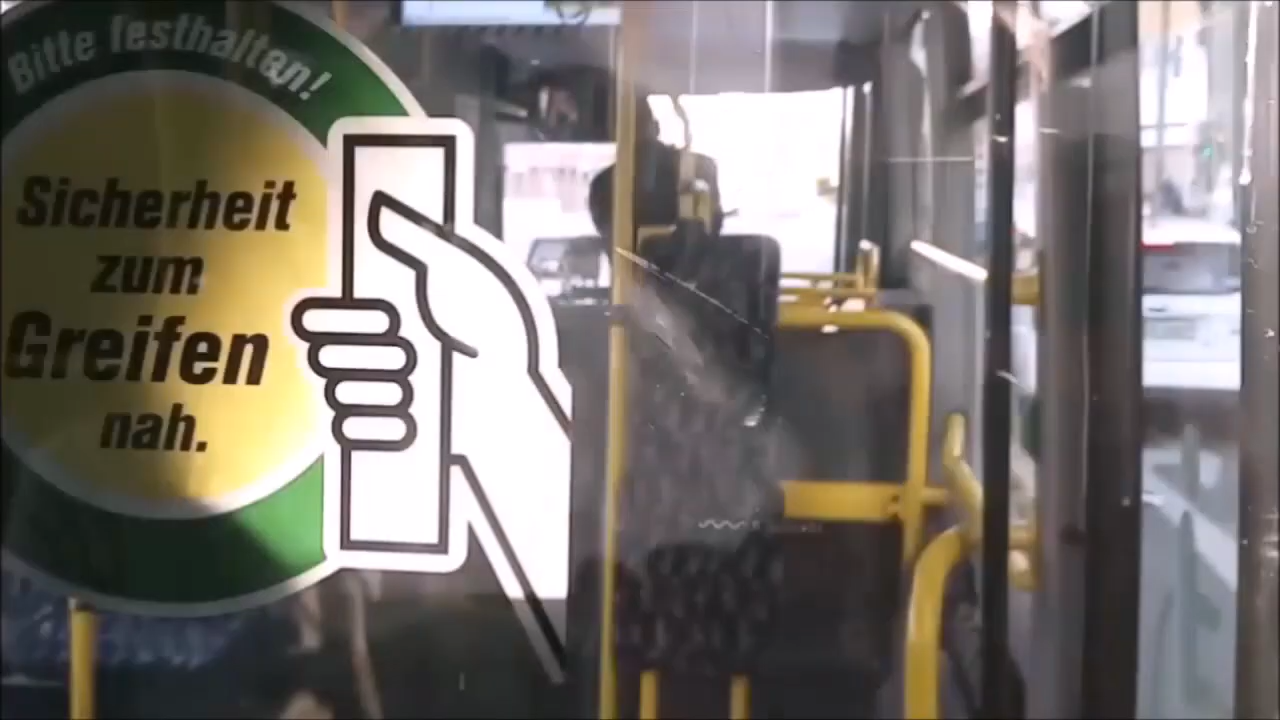 Bitte festhalten!
Sicherheit
zum
Greifen
nah.